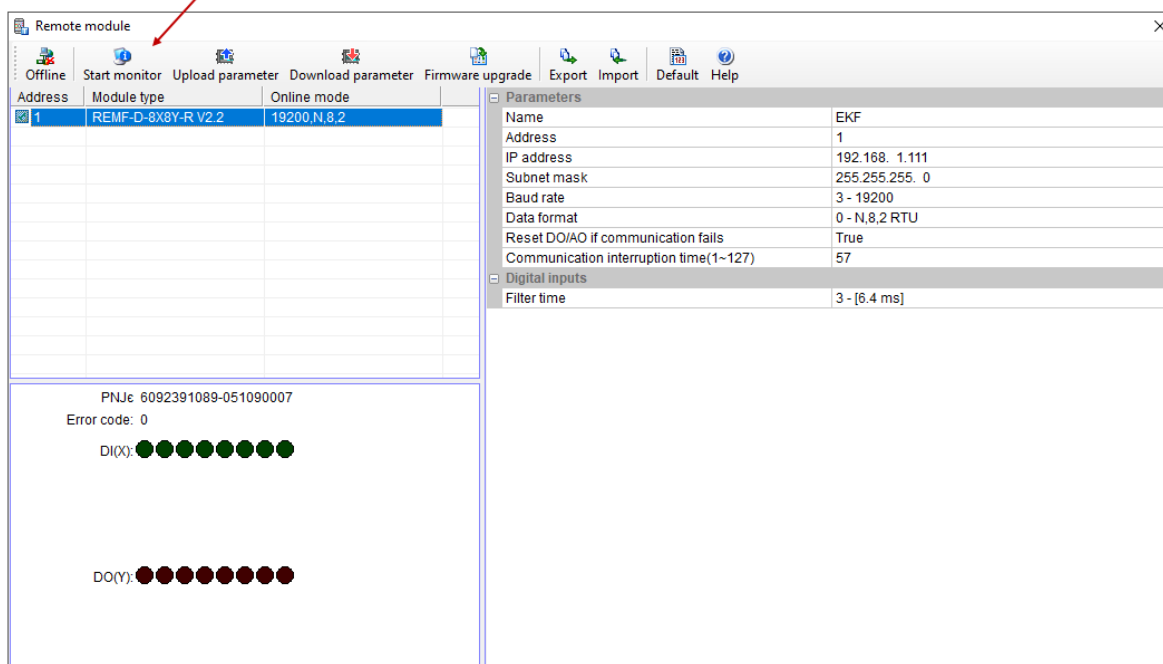 Remote module
Offline Start monitor Upload parameter Download parameter Firmware upgrade Export Import Default Help
Address Module type Online mode
1 REMF-D-8X8Y-R V2.2 19200,N,8,2
Parameters
Name EKF
Address 1
IP address 192.168. 1.111
Subnet mask 255.255.255. 0
Baud rate 3 - 19200
Data format 0 - N,8,2 RTU
Reset DO/AO if communication fails True
Communication interruption time(1~127) 57
Digital inputs
Filter time 3 - [6.4 ms]
PNJє 6092391089-051090007
Error code: 0
DI(X):
DO(Y):